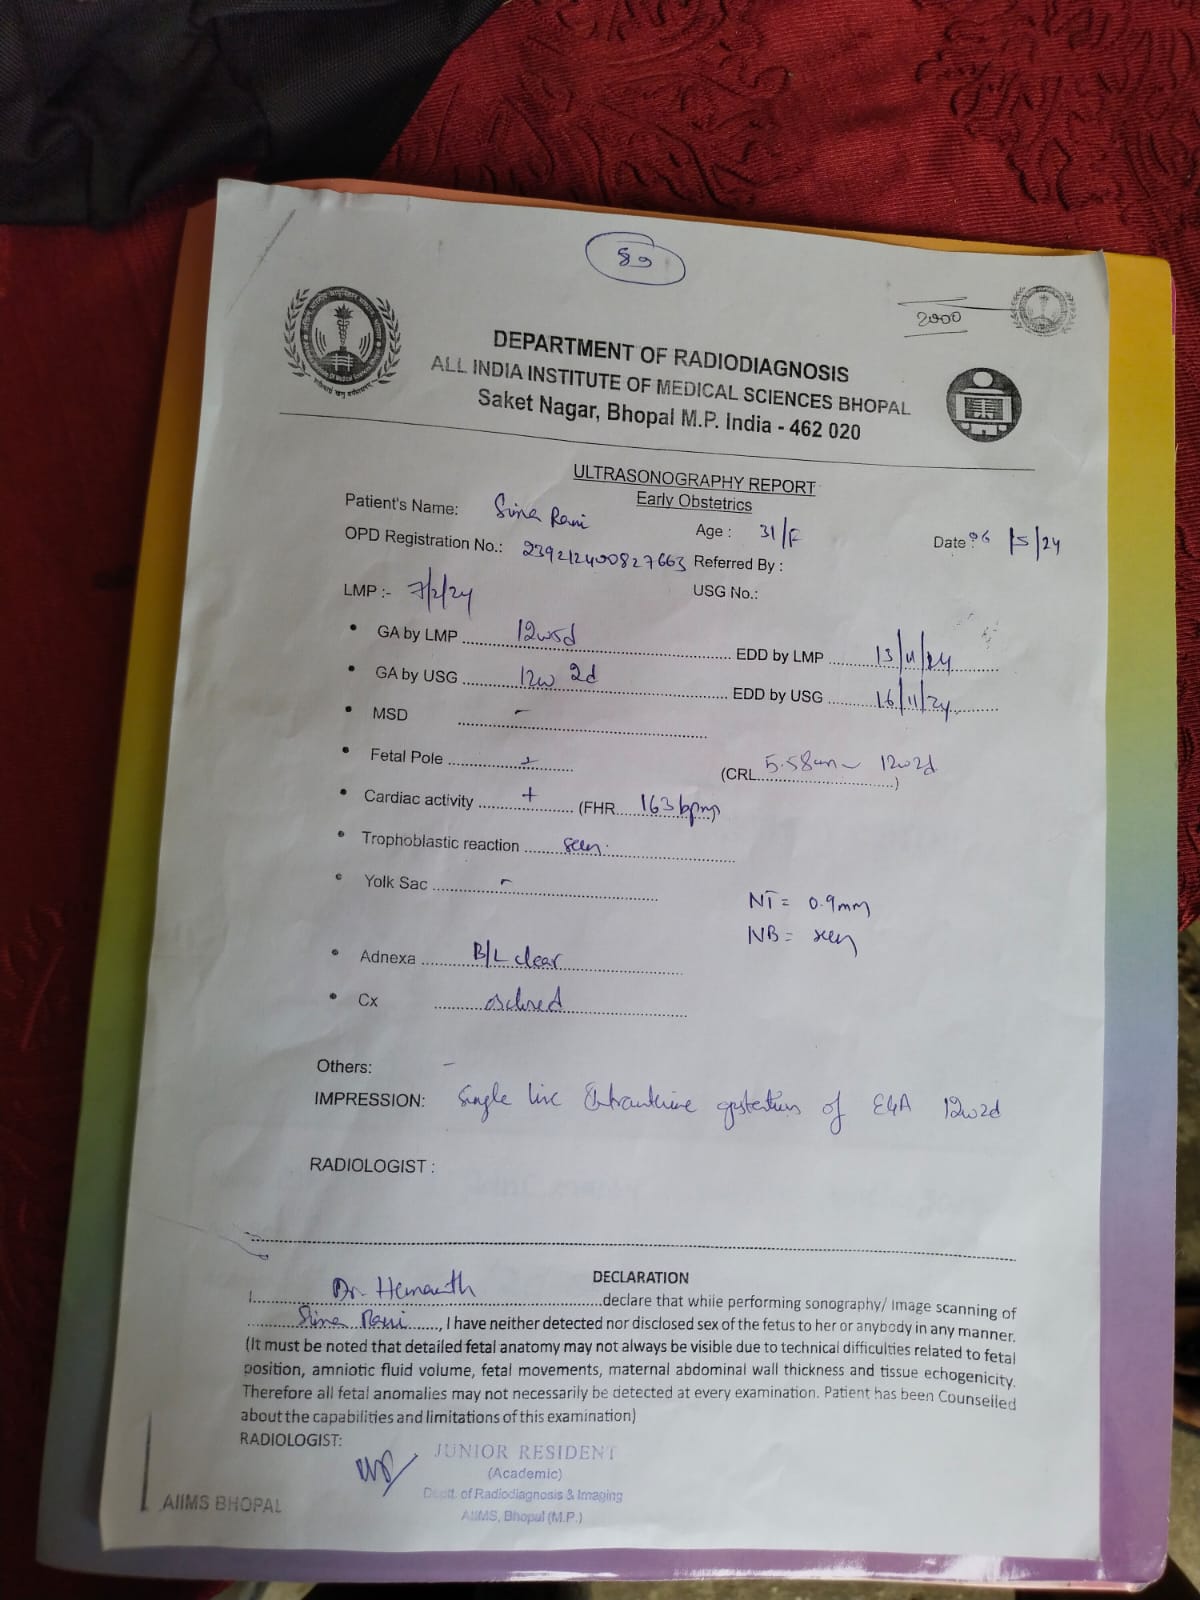 89
2000
DEPARTMENT OF RADIODIAGNOSIS
ALL INDIA INSTITUTE OF MEDICAL SCIENCES BHOPAL
Saket Nagar, Bhopal M.P. India - 462 020
ULTRASONOGRAPHY REPORT
Early Obstetrics
Patient's Name: Sima Rani Age : 31/F Date : 06/5/24
OPD Registration No.: 239212400827663 Referred By :
LMP :- 7/2/24 USG No.:
• GA by LMP 12w5d EDD by LMP 13/11/24
• GA by USG 12w 2d EDD by USG 16/11/24
• MSD -
• Fetal Pole + (CRL 5.58cm ~ 12w2d)
• Cardiac activity + (FHR 163bpm)
• Trophoblastic reaction seen.
• Yolk Sac -
NT = 0.9mm
NB = seen
• Adnexa B/L clear
• Cx os closed
Others: -
IMPRESSION: Single live Intrauterine gestation of EGA 12w2d
RADIOLOGIST :
DECLARATION
I Dr. Hemanth declare that while performing sonography/ Image scanning of
Sima Rani, I have neither detected nor disclosed sex of the fetus to her or anybody in any manner.
(It must be noted that detailed fetal anatomy may not always be visible due to technical difficulties related to fetal
position, amniotic fluid volume, fetal movements, maternal abdominal wall thickness and tissue echogenicity.
Therefore all fetal anomalies may not necessarily be detected at every examination. Patient has been Counselled
about the capabilities and limitations of this examination)
RADIOLOGIST:
JUNIOR RESIDENT
(Academic)
Deptt. of Radiodiagnosis & Imaging
AIIMS, Bhopal (M.P.)
AIIMS BHOPAL